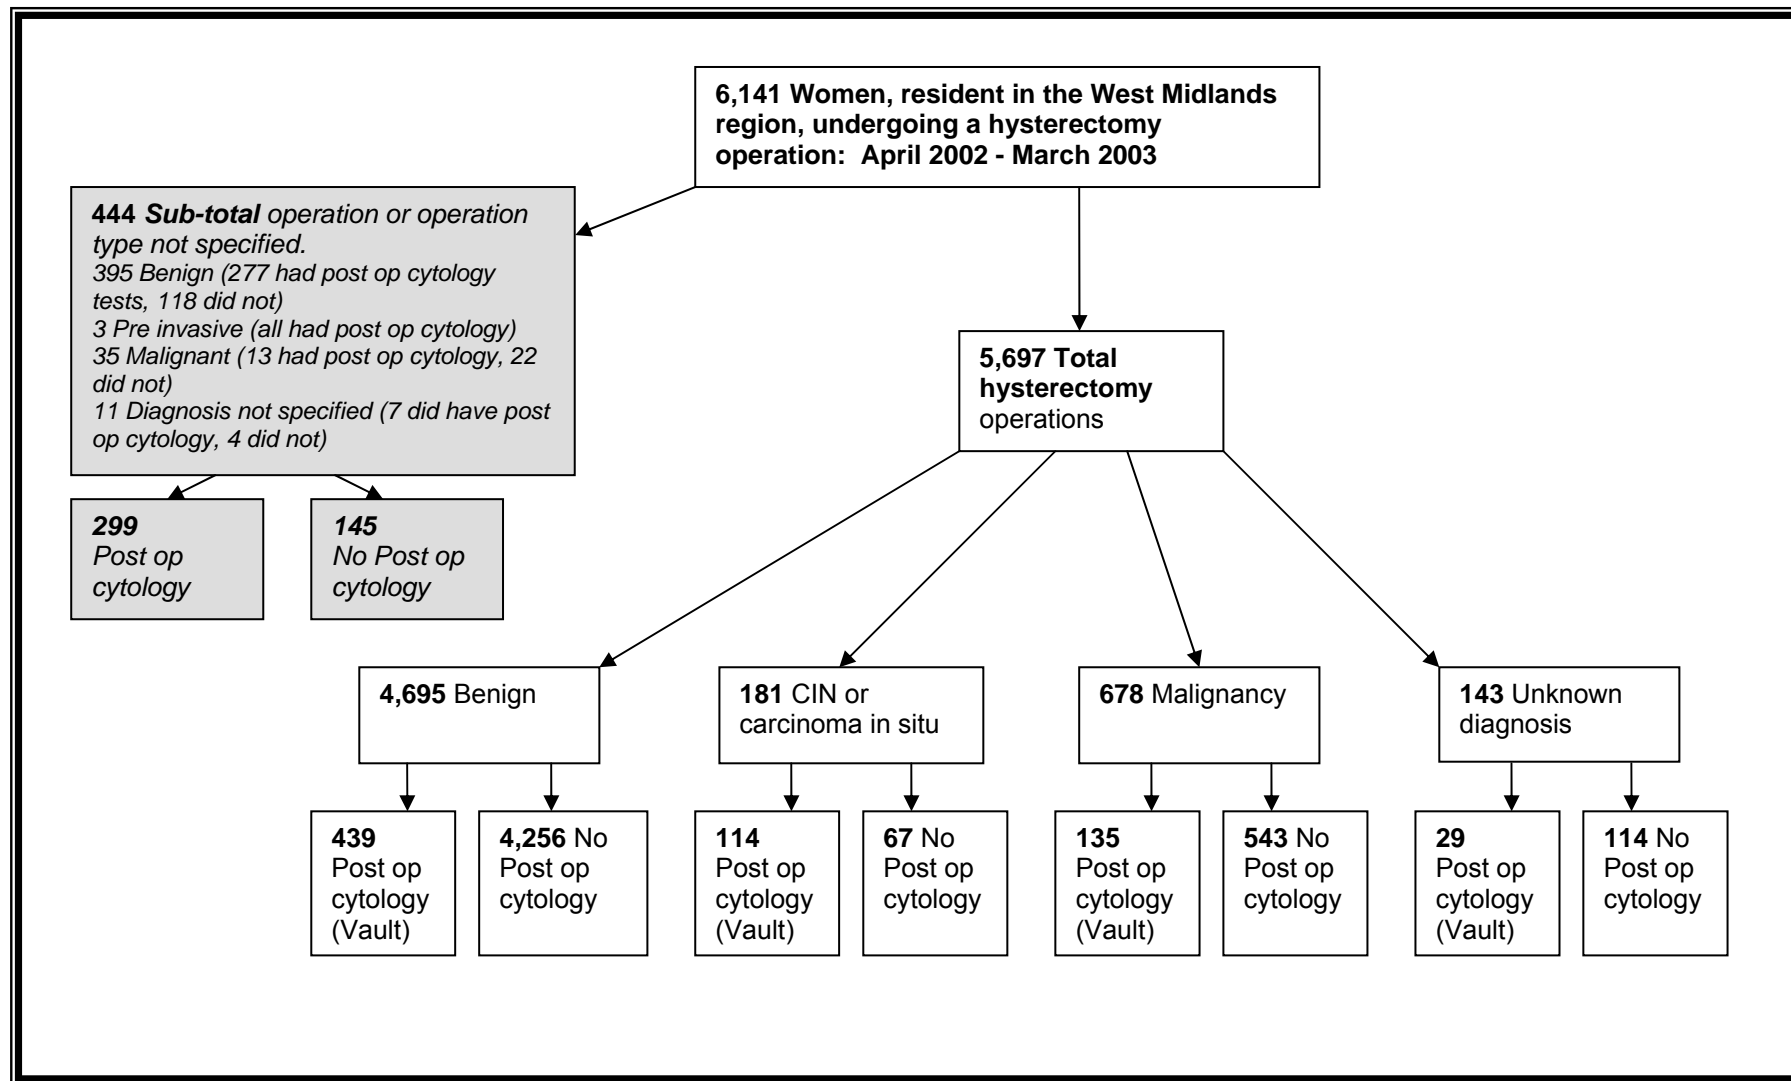 6,141 Women, resident in the West Midlands
region, undergoing a hysterectomy
operation:  April 2002 - March 2003
444 Sub-total operation or operation
type not specified.
395 Benign (277 had post op cytology
tests, 118 did not)
3 Pre invasive (all had post op cytology)
35 Malignant (13 had post op cytology, 22
did not)
11 Diagnosis not specified (7 did have post
op cytology, 4 did not)
5,697 Total
hysterectomy
operations
299
Post op
cytology
145
No Post op
cytology
4,695 Benign
181 CIN or
carcinoma in situ
678 Malignancy
143 Unknown
diagnosis
439
Post op
cytology
(Vault)
4,256 No
Post op
cytology
114
Post op
cytology
(Vault)
67 No
Post op
cytology
135
Post op
cytology
(Vault)
543 No
Post op
cytology
29
Post op
cytology
(Vault)
114 No
Post op
cytology